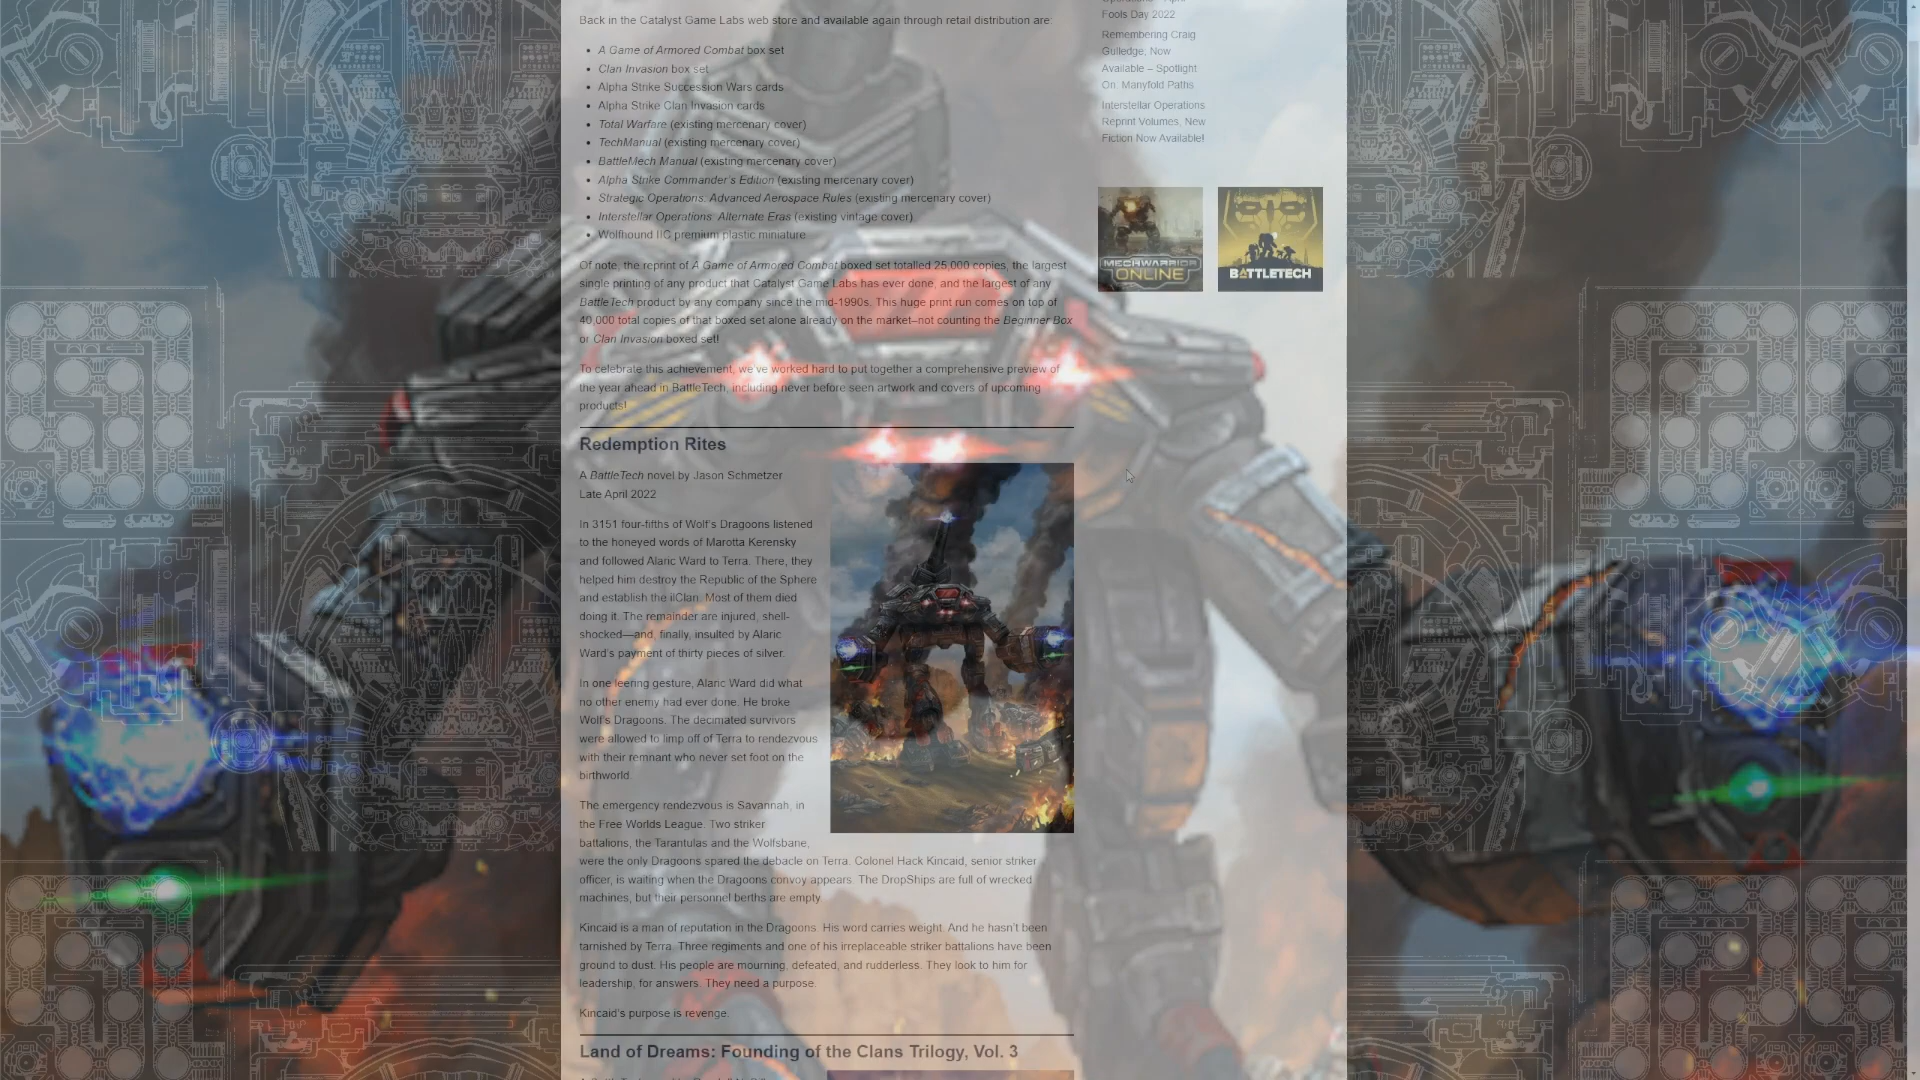 Back in the Catalyst Game Labs web store and available again through retail distribution are:
A Game of Armored Combat box set
Clan Invasion box set
Alpha Strike Succession Wars cards
Alpha Strike Clan Invasion cards
Total Warfare (existing mercenary cover)
TechManual (existing mercenary cover)
BattleMech Manual (existing mercenary cover)
Alpha Strike Commander's Edition (existing mercenary cover)
Strategic Operations: Advanced Aerospace Rules (existing mercenary cover)
Interstellar Operations: Alternate Eras (existing vintage cover)
Wolfhound IIC premium plastic miniature
Of note, the reprint of A Game of Armored Combat boxed set totalled 25,000 copies, the largest
single printing of any product that Catalyst Game Labs has ever done, and the largest of any
BattleTech product by any company since the mid-1990s. This huge print run comes on top of
40,000 total copies of that boxed set alone already on the market–not counting the Beginner Box
or Clan Invasion boxed set!
To celebrate this achievement, we've worked hard to put together a comprehensive preview of
the year ahead in BattleTech, including never before seen artwork and covers of upcoming
products!
Redemption Rites
A BattleTech novel by Jason Schmetzer
Late April 2022
In 3151 four-fifths of Wolf's Dragoons listened
to the honeyed words of Marotta Kerensky
and followed Alaric Ward to Terra. There, they
helped him destroy the Republic of the Sphere
and establish the ilClan. Most of them died
doing it. The remainder are injured, shell-
shocked—and, finally, insulted by Alaric
Ward's payment of thirty pieces of silver.
In one leering gesture, Alaric Ward did what
no other enemy had ever done. He broke
Wolf's Dragoons. The decimated survivors
were allowed to limp off of Terra to rendezvous
with their remnant who never set foot on the
birthworld.
The emergency rendezvous is Savannah, in
the Free Worlds League. Two striker
battalions, the Tarantulas and the Wolfsbane,
were the only Dragoons spared the debacle on Terra. Colonel Hack Kincaid, senior striker
officer, is waiting when the Dragoons convoy appears. The DropShips are full of wrecked
machines, but their personnel berths are empty.
Kincaid is a man of reputation in the Dragoons. His word carries weight. And he hasn't been
tarnished by Terra. Three regiments and one of his irreplaceable striker battalions have been
ground to dust. His people are mourning, defeated, and rudderless. They look to him for
leadership, for answers. They need a purpose.
Kincaid's purpose is revenge.
Land of Dreams: Founding of the Clans Trilogy, Vol. 3
Fools Day 2022
Remembering Craig
Gulledge, Now
Available – Spotlight
On: Manyfold Paths
Interstellar Operations
Reprint Volumes, New
Fiction Now Available!
MECHWARRIOR
ONLINE
BATTLETECH